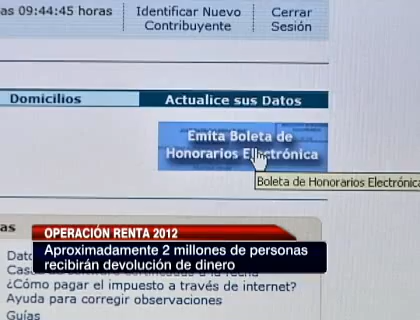 as 09:44:45 horas
Identificar Nuevo
Contribuyente
Cerrar
Sesión
Domicilios
Actualice sus Datos
Emita Boleta de
Honorarios Electrónica
Boleta de Honorarios Electrónica
as
OPERACIÓN RENTA 2012
Aproximadamente 2 millones de personas
recibirán devolución de dinero
Dato
¿Cómo pagar el impuesto a través de internet?
Ayuda para corregir observaciones
Guías